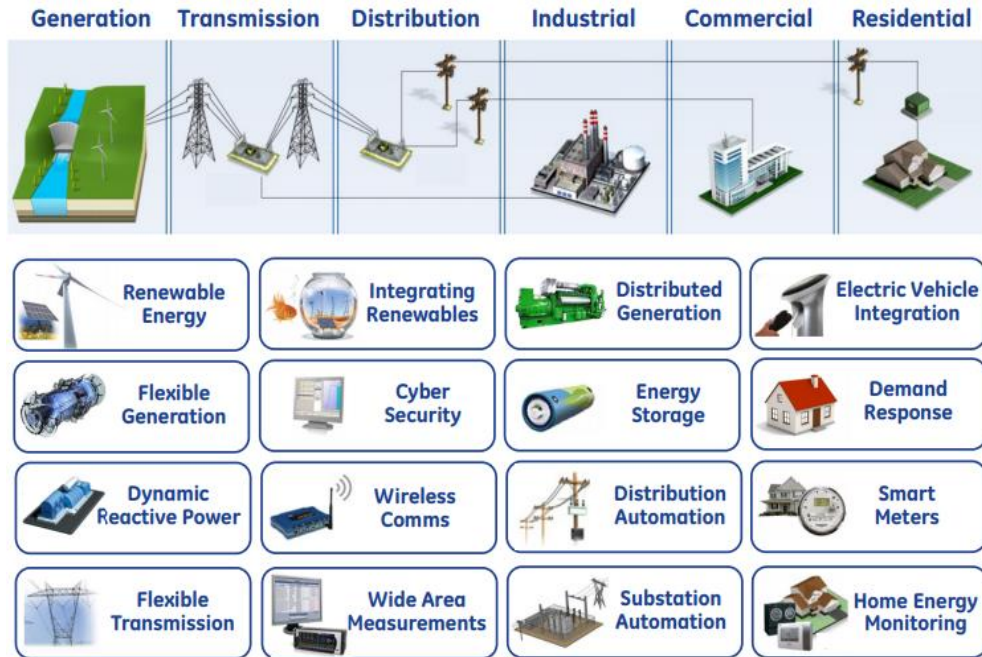 Generation Transmission Distribution Industrial Commercial Residential
Renewable
Energy
Integrating
Renewables
Distributed
Generation
Electric Vehicle
Integration
Flexible
Generation
Cyber
Security
Energy
Storage
Demand
Response
Dynamic
Reactive Power
Wireless
Comms
Distribution
Automation
Smart
Meters
Flexible
Transmission
Wide Area
Measurements
Substation
Automation
Home Energy
Monitoring